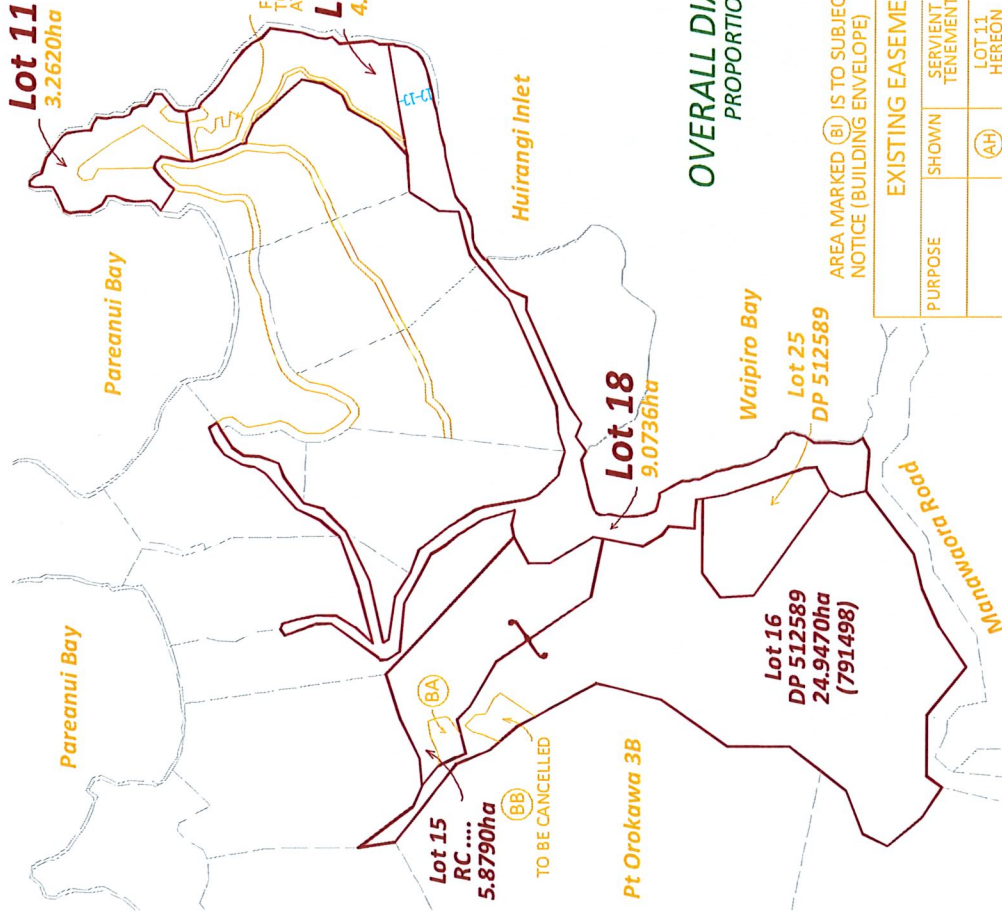 Lot 11
3.2620ha
L
4.
Pareanui Bay
Pareanui Bay
Huirangi Inlet
OVERALL DIA
PROPORTIO
Lot 18
9.0736ha
Waipiro Bay
Lot 25
DP 512589
AREA MARKED BI IS TO SUBJEC
NOTICE (BUILDING ENVELOPE)
EXISTING EASEME
PURPOSE
SHOWN
SERVIENT
TENEMENT
AH
LOT 11
HEREON
BA
Lot 15
RC ....
5.8790ha
BB
TO BE CANCELLED
Pt Orokawa 3B
Lot 16
DP 512589
24.9470ha
(791498)
Manawaora Road